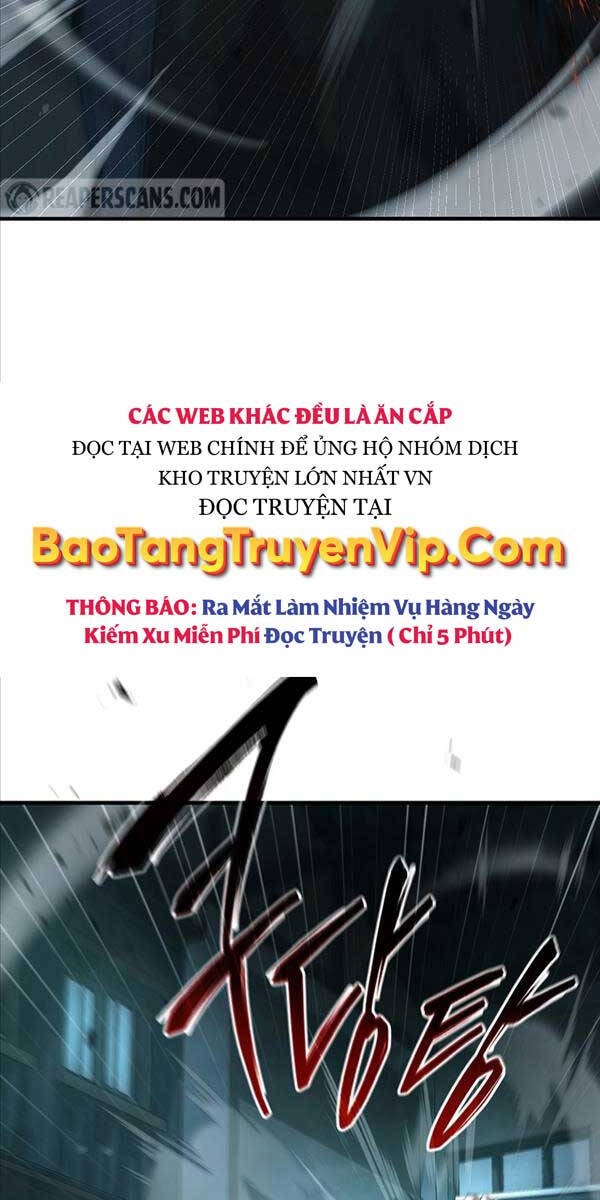 REAPERSCANS.COM
CÁC WEB KHÁC ĐỀU LÀ ĂN CẮP
ĐỌC TẠI WEB CHÍNH ĐỂ ỦNG HỘ NHÓM DỊCH
KHO TRUYỆN LỚN NHẤT VN
ĐỌC TRUYỆN TẠI
BaoTangTruyenVip.Com
THÔNG BÁO: Ra Mắt Làm Nhiệm Vụ Hàng Ngày
Kiếm Xu Miễn Phí Đọc Truyện ( Chỉ 5 Phút)